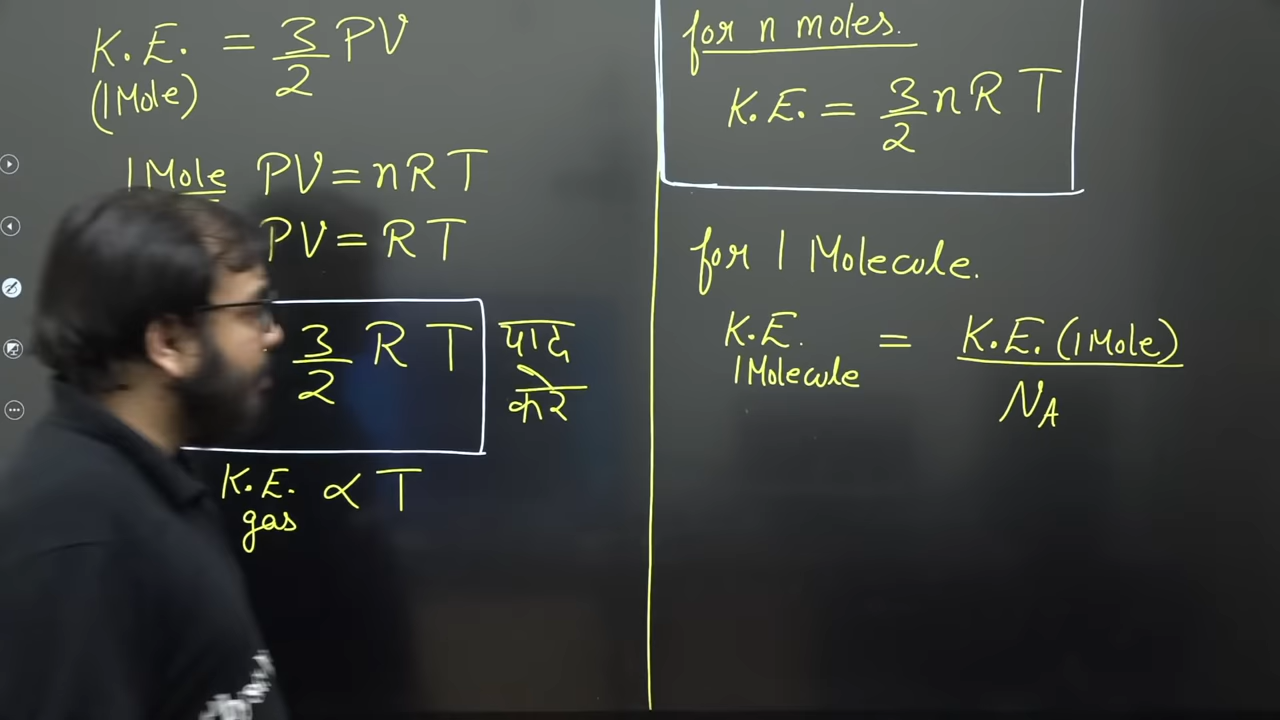 K.E. = 3/2 PV
(1Mole)
1Mole PV = nRT
PV = RT
3/2 RT
याद
करे
K.E. ∝ T
gas
for n moles.
K.E. = 3/2 nRT
for 1 Molecule.
K.E. = K.E. (1Mole)
1Molecule
N_A